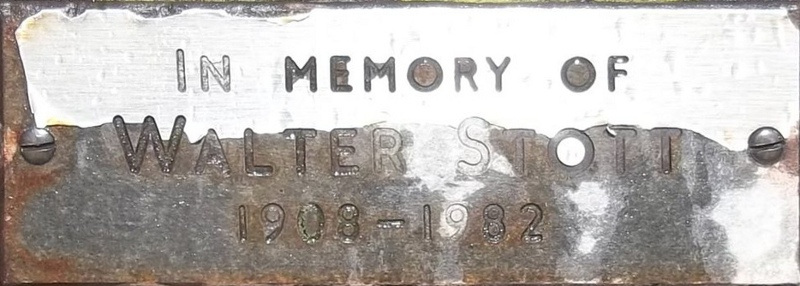 IN MEMORY OF
WALTER STOTT
1908-1982